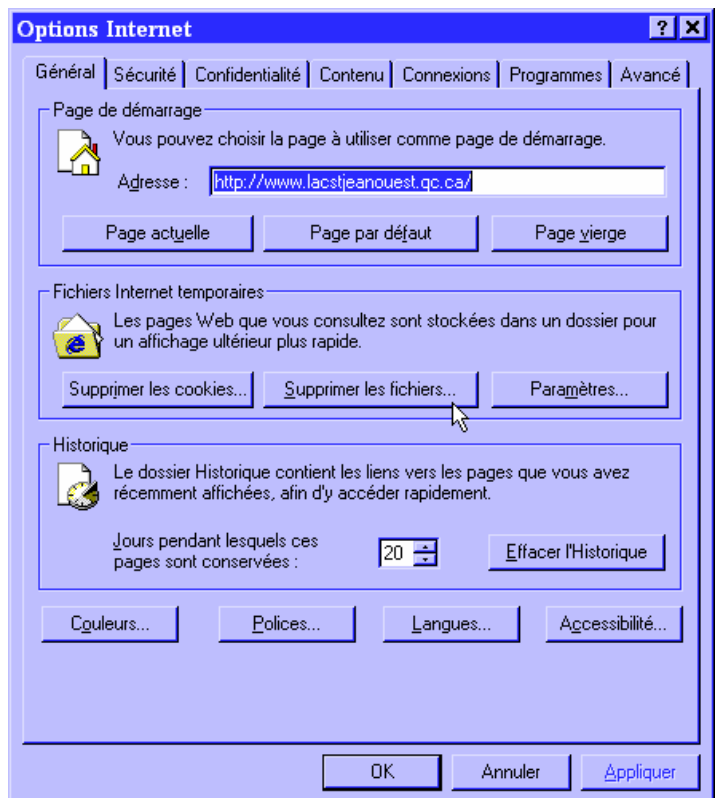 Options Internet
Général Sécurité Confidentialité Contenu Connexions Programmes Avancé
Page de démarrage
Vous pouvez choisir la page à utiliser comme page de démarrage.
Adresse : http://www.lacstjeanouest.qc.ca/
Page actuelle Page par défaut Page vierge
Fichiers Internet temporaires
Les pages Web que vous consultez sont stockées dans un dossier pour
un affichage ultérieur plus rapide.
Supprimer les cookies... Supprimer les fichiers... Paramètres...
Historique
Le dossier Historique contient les liens vers les pages que vous avez
récemment affichées, afin d'y accéder rapidement.
Jours pendant lesquels ces
pages sont conservées : 20 Effacer l'Historique
Couleurs... Polices... Langues... Accessibilité...
OK Annuler Appliquer